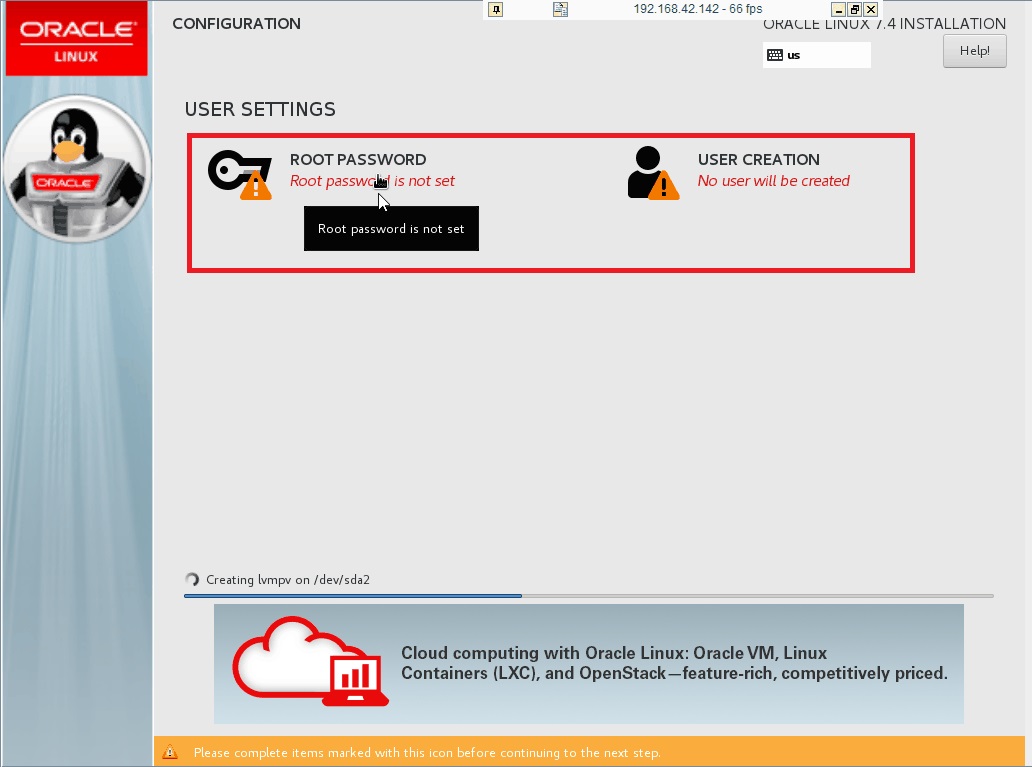 192.168.42.142 - 66 fps
ORACLE
LINUX
CONFIGURATION
ORACLE LINUX 7.4 INSTALLATION
us
Help!
USER SETTINGS
ROOT PASSWORD
Root password is not set
USER CREATION
No user will be created
Root password is not set
ORACLE
Creating lvmpv on /dev/sda2
Cloud computing with Oracle Linux: Oracle VM, Linux
Containers (LXC), and OpenStack—feature-rich, competitively priced.
Please complete items marked with this icon before continuing to the next step.